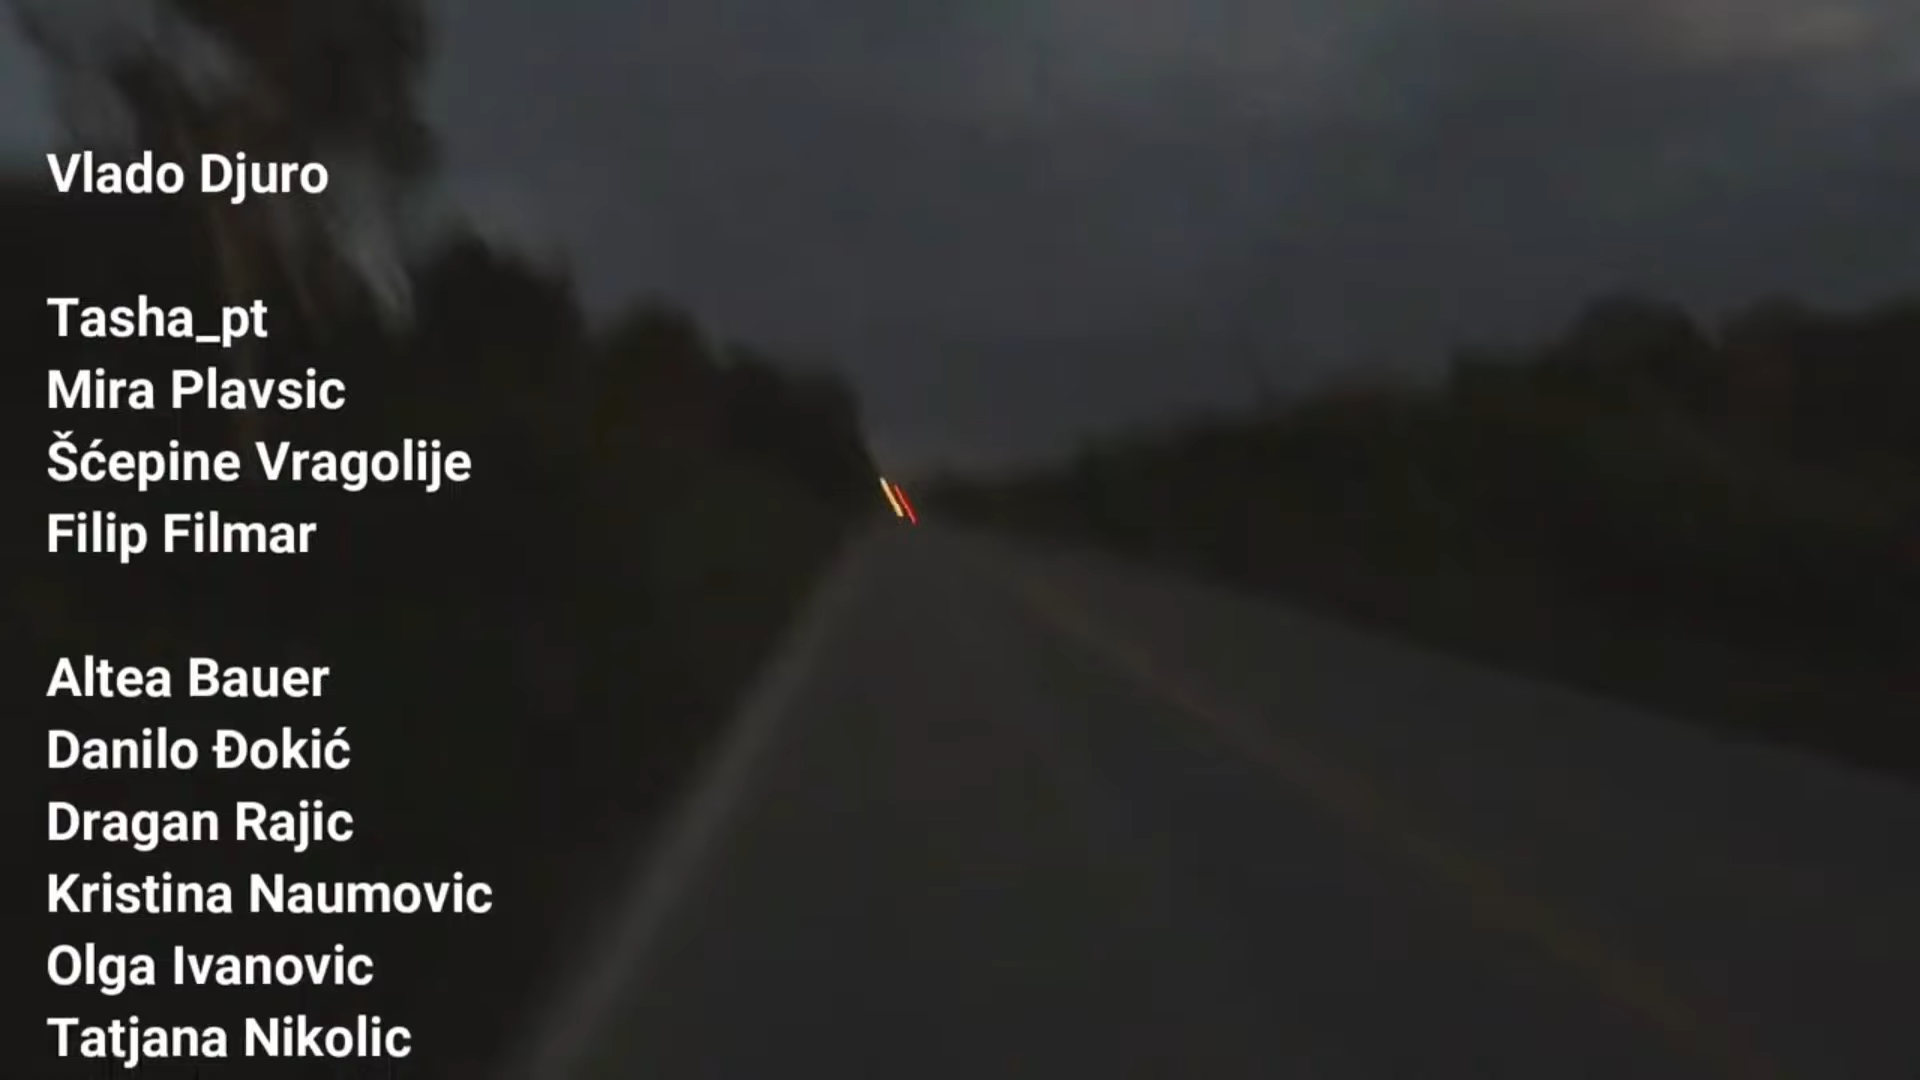 Vlado Djuro
Tasha_pt
Mira Plavsic
Šćepine Vragolije
Filip Filmar
Altea Bauer
Danilo Đokić
Dragan Rajic
Kristina Naumovic
Olga Ivanovic
Tatjana Nikolic